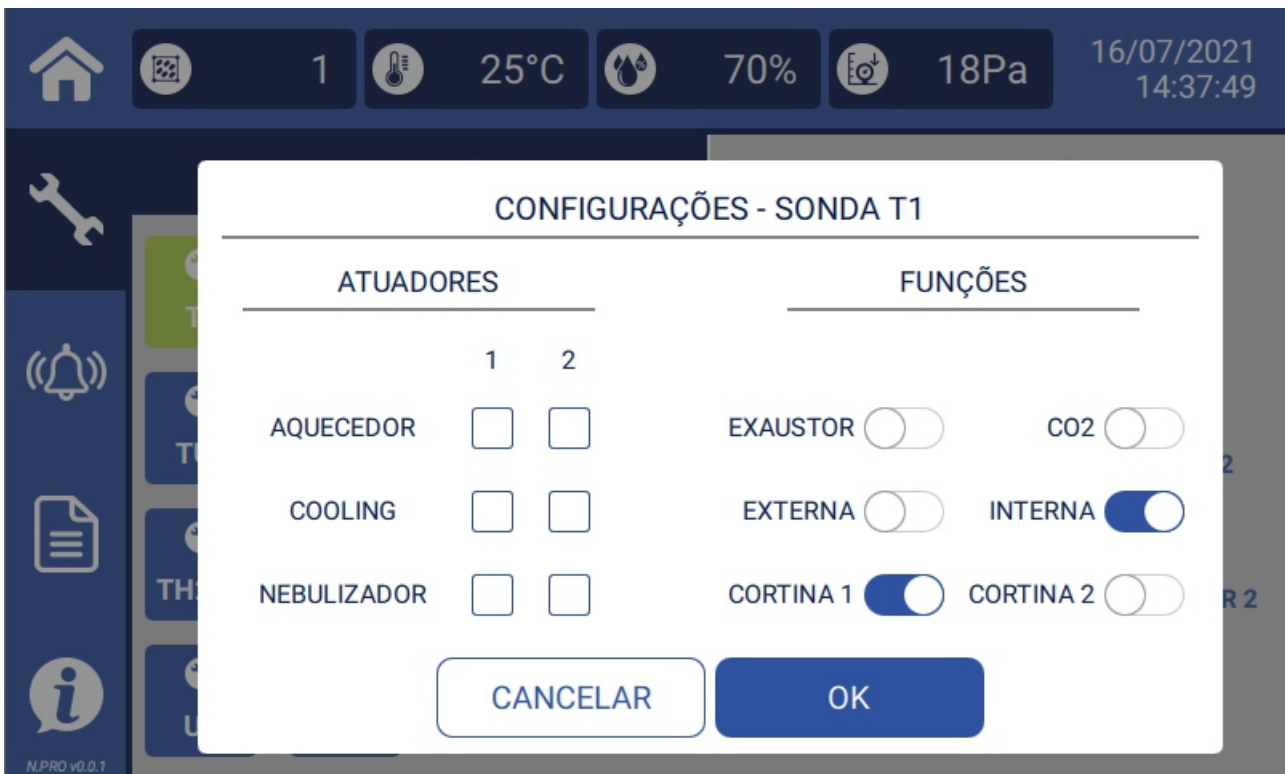 1 25°C 70% 18Pa 16/07/2021
14:37:49
CONFIGURAÇÕES - SONDA T1
ATUADORES FUNÇÕES
1 2
AQUECEDOR EXAUSTOR CO2
COOLING EXTERNA INTERNA
NEBULIZADOR CORTINA 1 CORTINA 2
CANCELAR OK
N.PRO v0.0.1